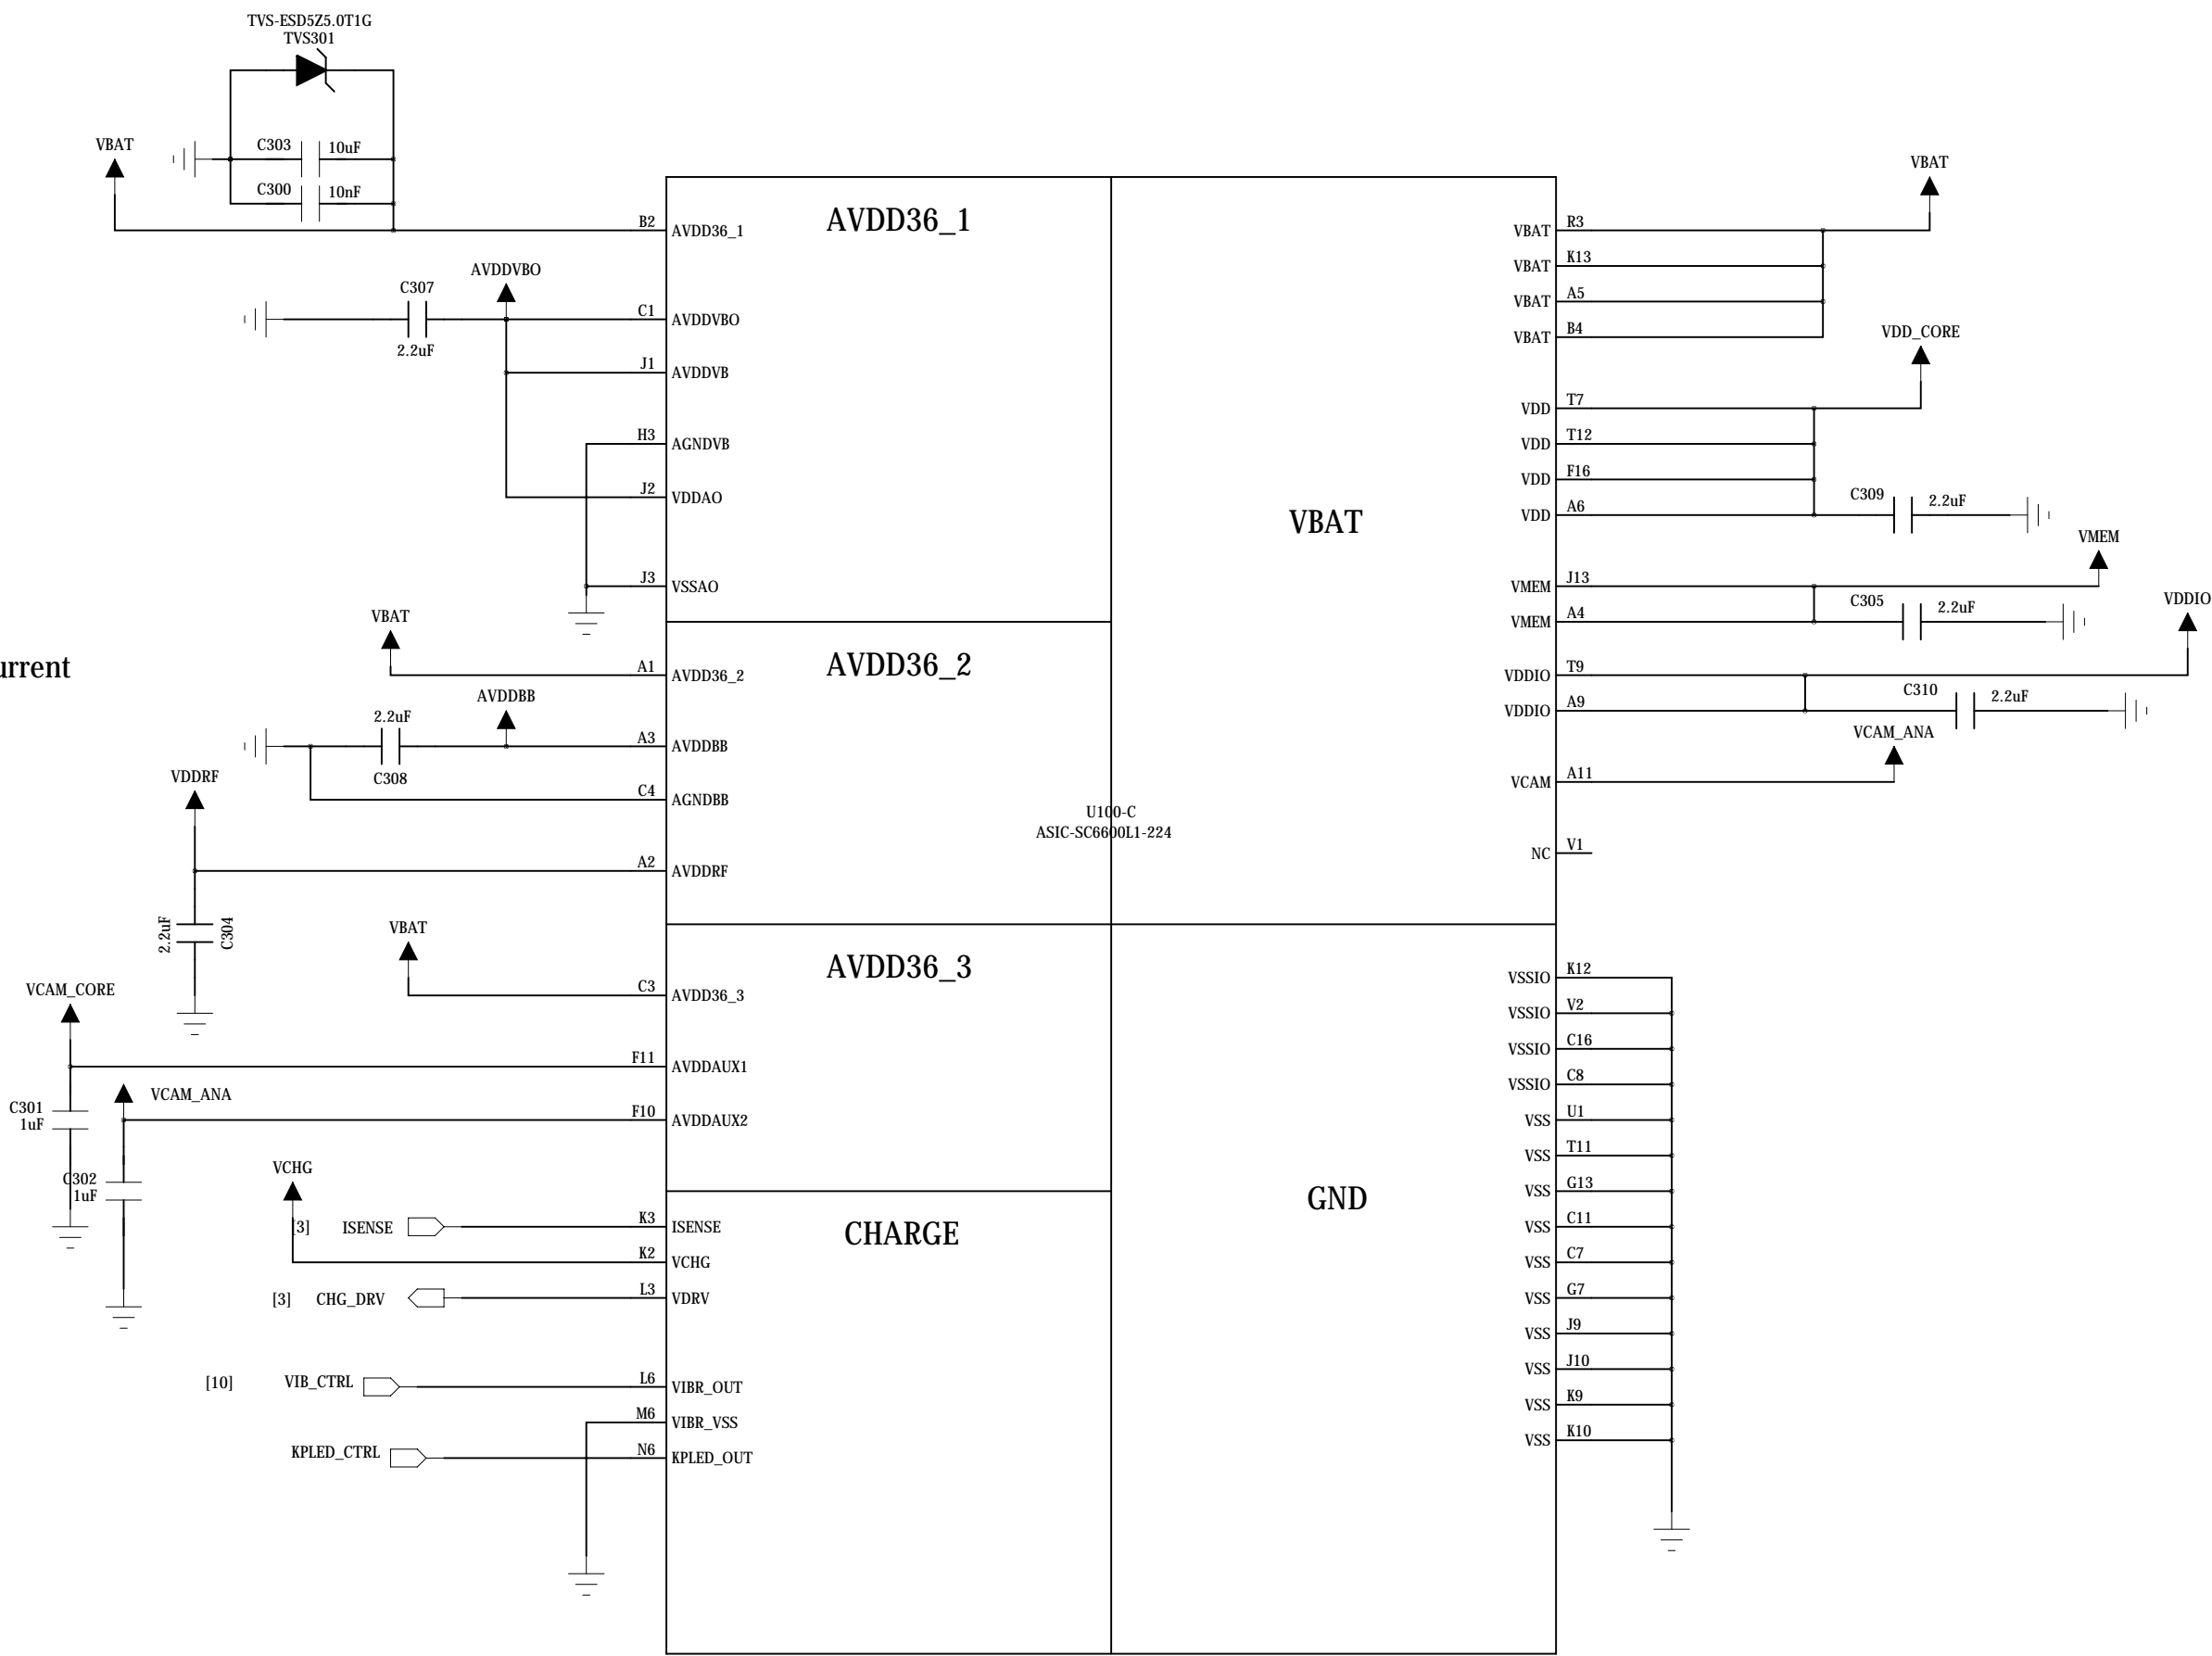 TVS-ESD5Z5.0T1G
TVS301
VBAT
C303
10uF
C300
10nF
B2
AVDD36_1
AVDD36_1
AVDDVBO
C307
2.2uF
C1
AVDDVBO
J1
AVDDVB
H3
AGNDVB
J2
VDDAO
J3
VSSAO
VBAT
urrent
A1
AVDD36_2
AVDD36_2
AVDDBB
2.2uF
C308
A3
AVDDBB
VDDRF
C4
AGNDBB
A2
AVDDRF
2.2uF
C304
VBAT
AVDD36_3
C3
AVDD36_3
VCAM_CORE
F11
AVDDAUX1
VCAM_ANA
C301
1uF
F10
AVDDAUX2
C302
1uF
VCHG
CHARGE
[3]
ISENSE
K3
ISENSE
K2
VCHG
[3]
CHG_DRV
L3
VDRV
[10]
VIB_CTRL
L6
VIBR_OUT
M6
VIBR_VSS
KPLED_CTRL
N6
KPLED_OUT
U100-C
ASIC-SC6600L1-224
VBAT
VBAT
VBAT R3
VBAT K13
VBAT A5
VBAT B4
VDD_CORE
VDD T7
VDD T12
VDD F16
VDD A6
C309
2.2uF
VMEM
VMEM J13
VMEM A4
C305
2.2uF
VDDIO
VDDIO T9
VDDIO A9
C310
2.2uF
VCAM_ANA
VCAM A11
NC V1
GND
VSSIO K12
VSSIO V2
VSSIO C16
VSSIO C8
VSS U1
VSS T11
VSS G13
VSS C11
VSS C7
VSS G7
VSS J9
VSS J10
VSS K9
VSS K10